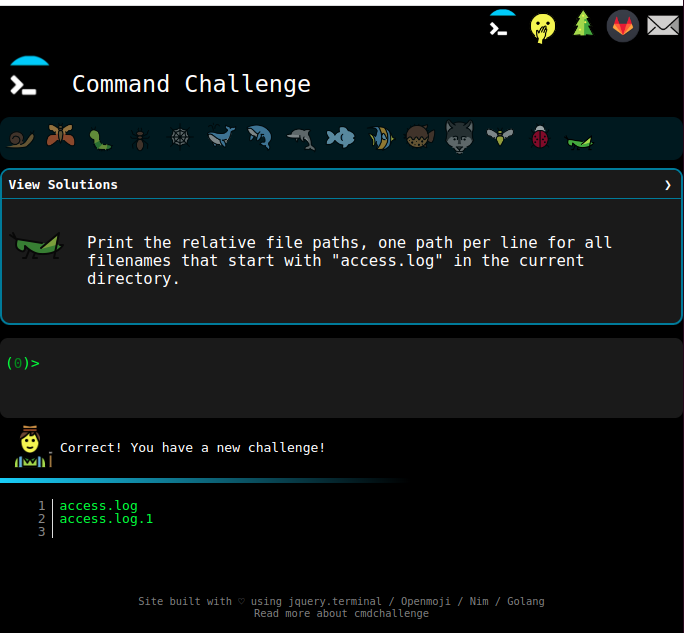 Command Challenge
View Solutions ❯
Print the relative file paths, one path per line for all
filenames that start with "access.log" in the current
directory.
(0)>
Correct! You have a new challenge!
1 access.log
2 access.log.1
3
Site built with ♡ using jquery.terminal / Openmoji / Nim / Golang
Read more about cmdchallenge